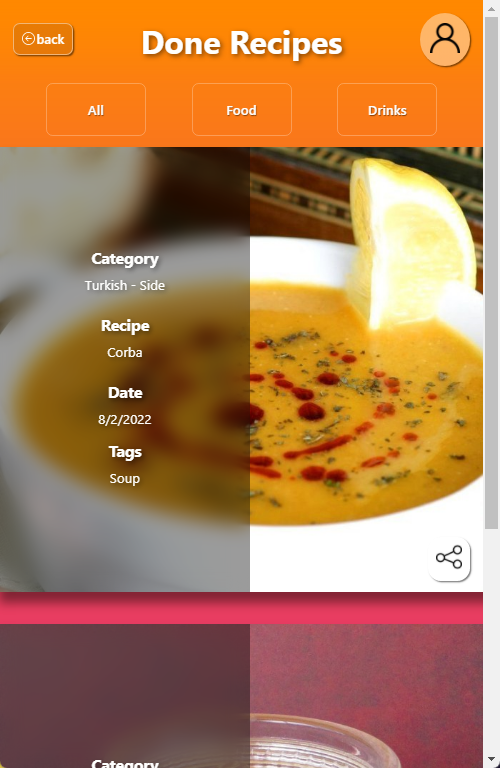 back
Done Recipes
All
Food
Drinks
Category
Turkish - Side
Recipe
Corba
Date
8/2/2022
Tags
Soup
Category